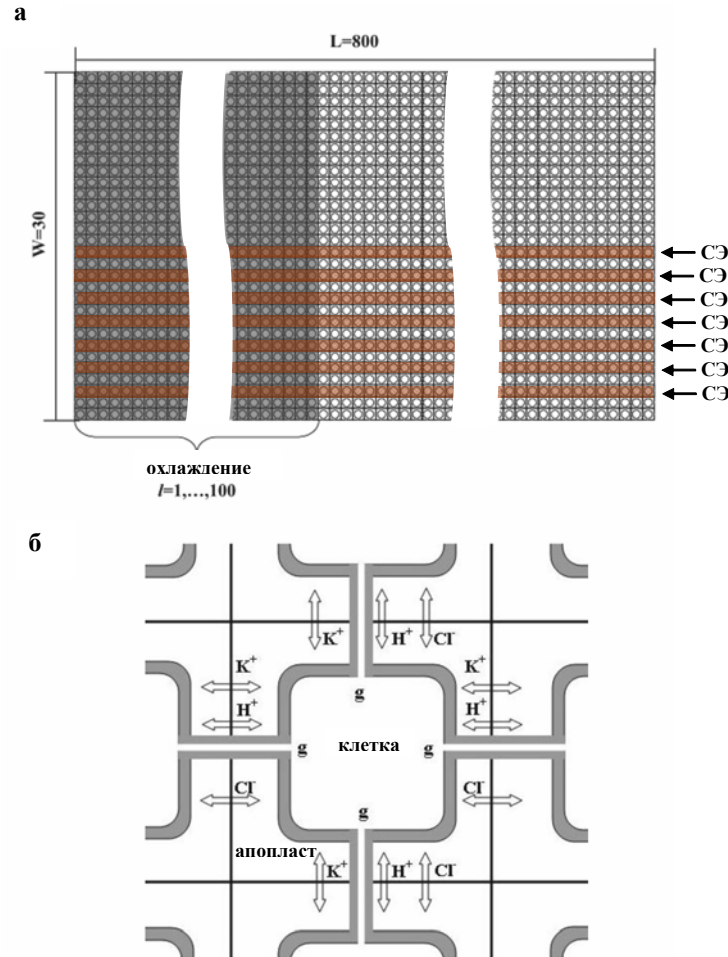 а
L=800
W=30
СЭ
СЭ
СЭ
СЭ
СЭ
СЭ
СЭ
охлаждение
l=1,…,100
б
K⁺ H⁺ Cl⁻
K⁺ K⁺
H⁺ H⁺
g
g клетка g
Cl⁻ Cl⁻
g
апопласт K⁺ H⁺ Cl⁻